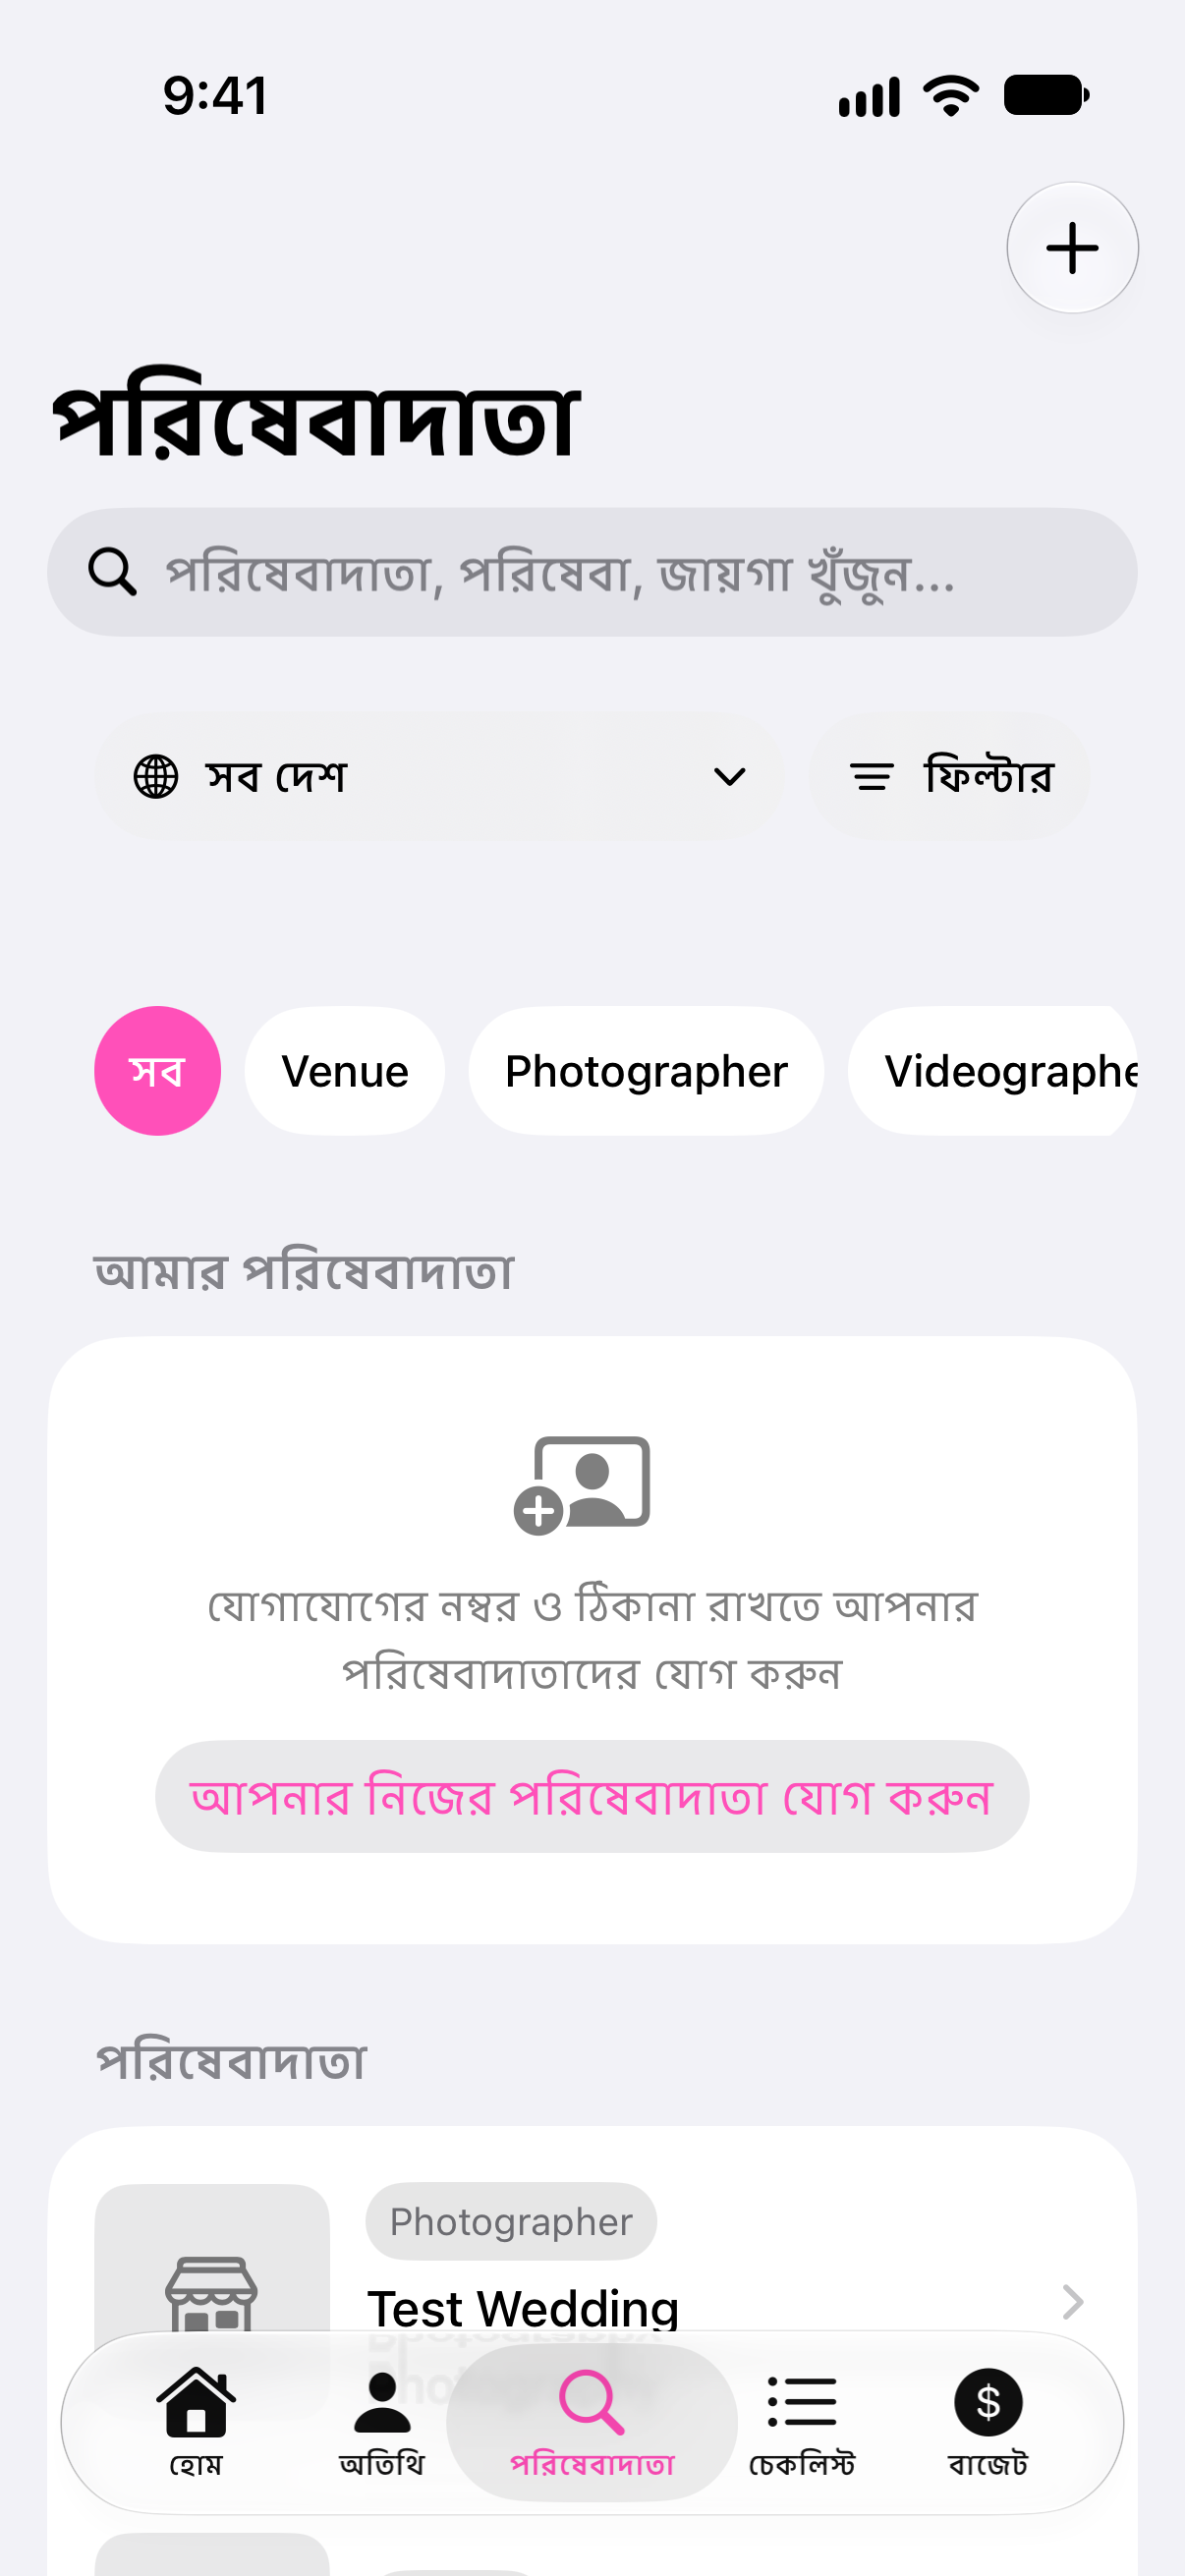 9:41
পরিষেবাদাতা
পরিষেবাদাতা, পরিষেবা, জায়গা খুঁজুন...
সব দেশ
ফিল্টার
সব
Venue
Photographer
Videographe
আমার পরিষেবাদাতা
যোগাযোগের নম্বর ও ঠিকানা রাখতে আপনার
পরিষেবাদাতাদের যোগ করুন
আপনার নিজের পরিষেবাদাতা যোগ করুন
পরিষেবাদাতা
Photographer
Test Wedding
হোম
অতিথি
পরিষেবাদাতা
চেকলিস্ট
বাজেট